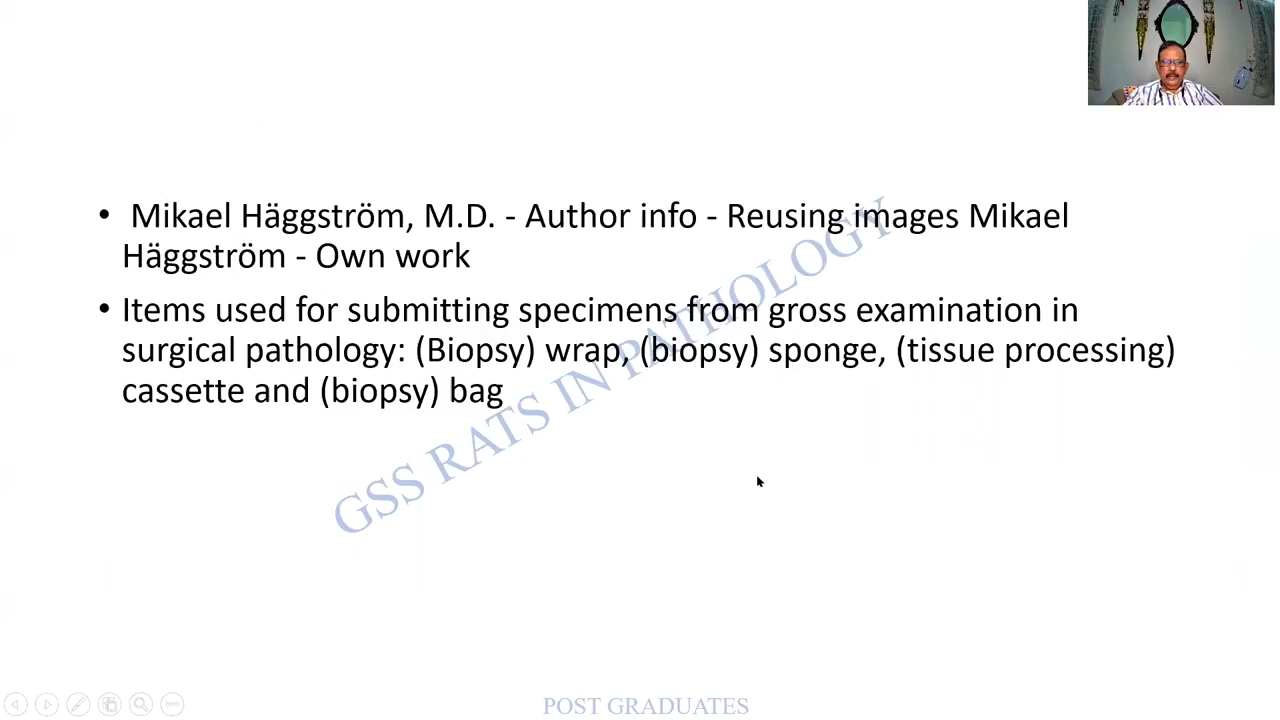 • Mikael Häggström, M.D. - Author info - Reusing images Mikael
Häggström - Own work
• Items used for submitting specimens from gross examination in
surgical pathology: (Biopsy) wrap, (biopsy) sponge, (tissue processing)
cassette and (biopsy) bag
GSS RATS IN PATHOLOGY
POST GRADUATES